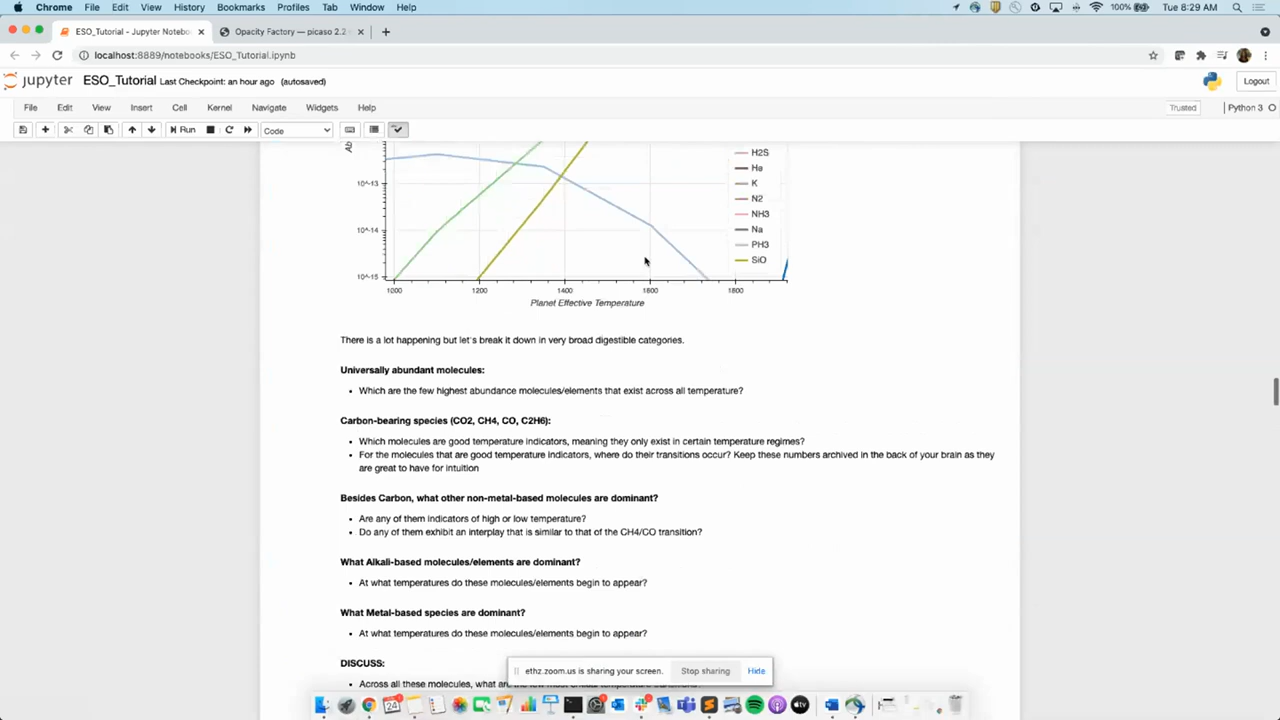 Chrome File Edit View History Bookmarks Profiles Tab Window Help 100% Tue 8:29 AM
ESO_Tutorial - Jupyter Notebo Opacity Factory — picaso 2.2
localhost:8889/notebooks/ESO_Tutorial.ipynb
jupyter ESO_Tutorial Last Checkpoint: an hour ago (autosaved) Logout
File Edit View Insert Cell Kernel Navigate Widgets Help Trusted Python 3
Run Code
Ab
H2S
He
K
N2
NH3
Na
PH3
SiO
10^-13
10^-14
10^-15
1000 1200 1400 1600 1800
Planet Effective Temperature
There is a lot happening but let's break it down in very broad digestible categories.
Universally abundant molecules:
• Which are the few highest abundance molecules/elements that exist across all temperature?
Carbon-bearing species (CO2, CH4, CO, C2H6):
• Which molecules are good temperature indicators, meaning they only exist in certain temperature regimes?
• For the molecules that are good temperature indicators, where do their transitions occur? Keep these numbers archived in the back of your brain as they
are great to have for intuition
Besides Carbon, what other non-metal-based molecules are dominant?
• Are any of them indicators of high or low temperature?
• Do any of them exhibit an interplay that is similar to that of the CH4/CO transition?
What Alkali-based molecules/elements are dominant?
• At what temperatures do these molecules/elements begin to appear?
What Metal-based species are dominant?
• At what temperatures do these molecules/elements begin to appear?
DISCUSS:
ethz.zoom.us is sharing your screen. Stop sharing Hide
• Across all these molecules, what are
24